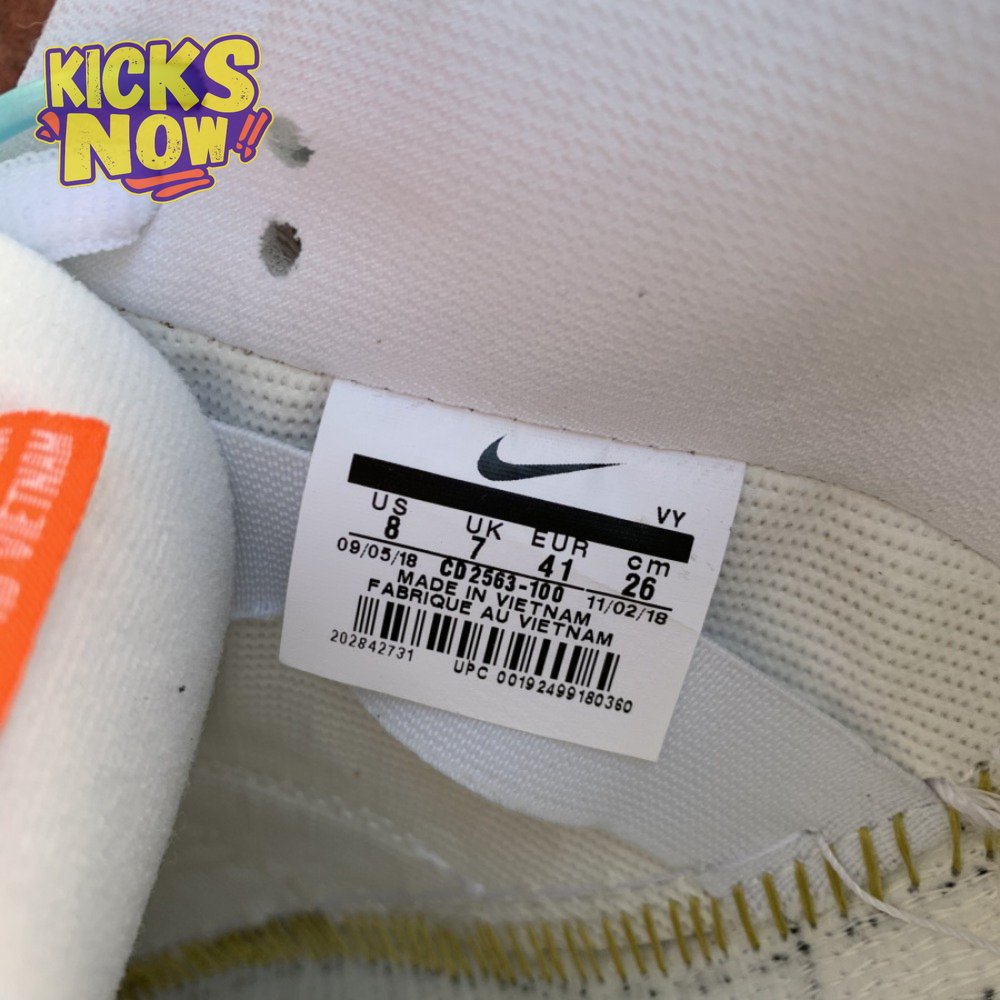 KICKS
NOW!!
VIETNAM
VY
US UK EUR cm
8 7 41 26
09/05/18 CD2563-100 11/02/18
MADE IN VIETNAM
FABRIQUE AU VIETNAM
202842731 UPC 00192499180360